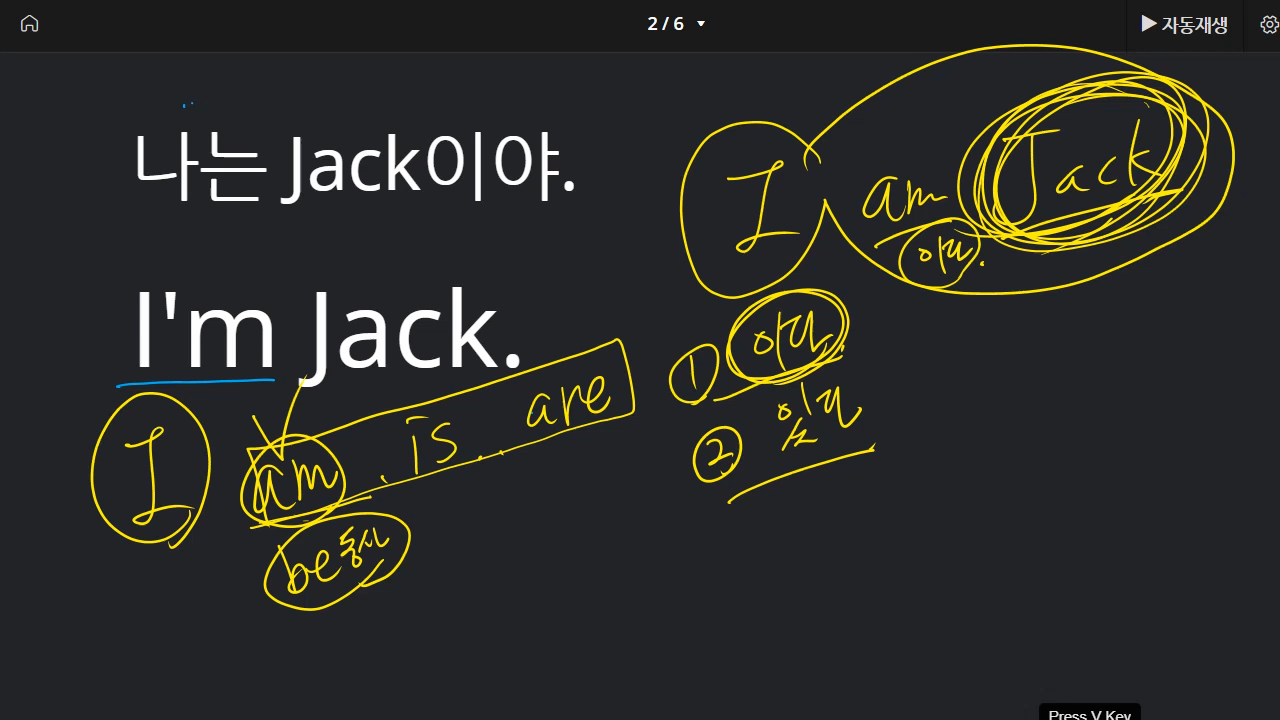 2 / 6
자동재생
나는 Jack이야.
I am Jack
이다.
I'm Jack.
① 이다
② 있다
I am . is . . are
be동사
Press V Key